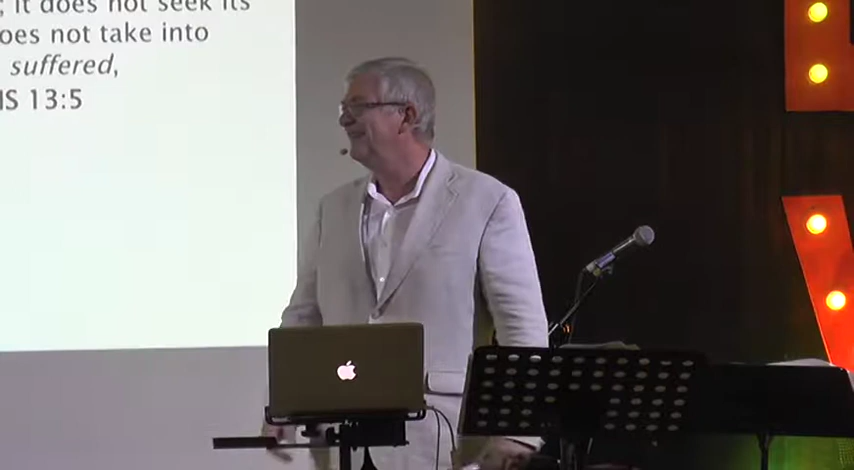 ; it does not seek its
oes not take into
suffered,
NS 13:5